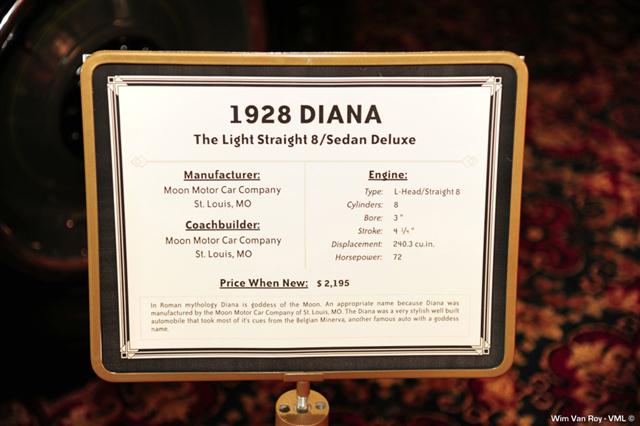 1928 DIANA
The Light Straight 8/Sedan Deluxe
Manufacturer:
Moon Motor Car Company
St. Louis, MO
Coachbuilder:
Moon Motor Car Company
St. Louis, MO
Engine:
Type: L-Head/Straight 8
Cylinders: 8
Bore: 3 "
Stroke: 4 ¼ "
Displacement: 240.3 cu.in.
Horsepower: 72
Price When New: $ 2,195
In Roman mythology Diana is goddess of the Moon. An appropriate name because Diana was
manufactured by the Moon Motor Car Company of St. Louis, MO. The Diana was a very stylish well built
automobile that took most of it's cues from the Belgian Minerva, another famous auto with a goddess
name.
Wim Van Roy - VML ©